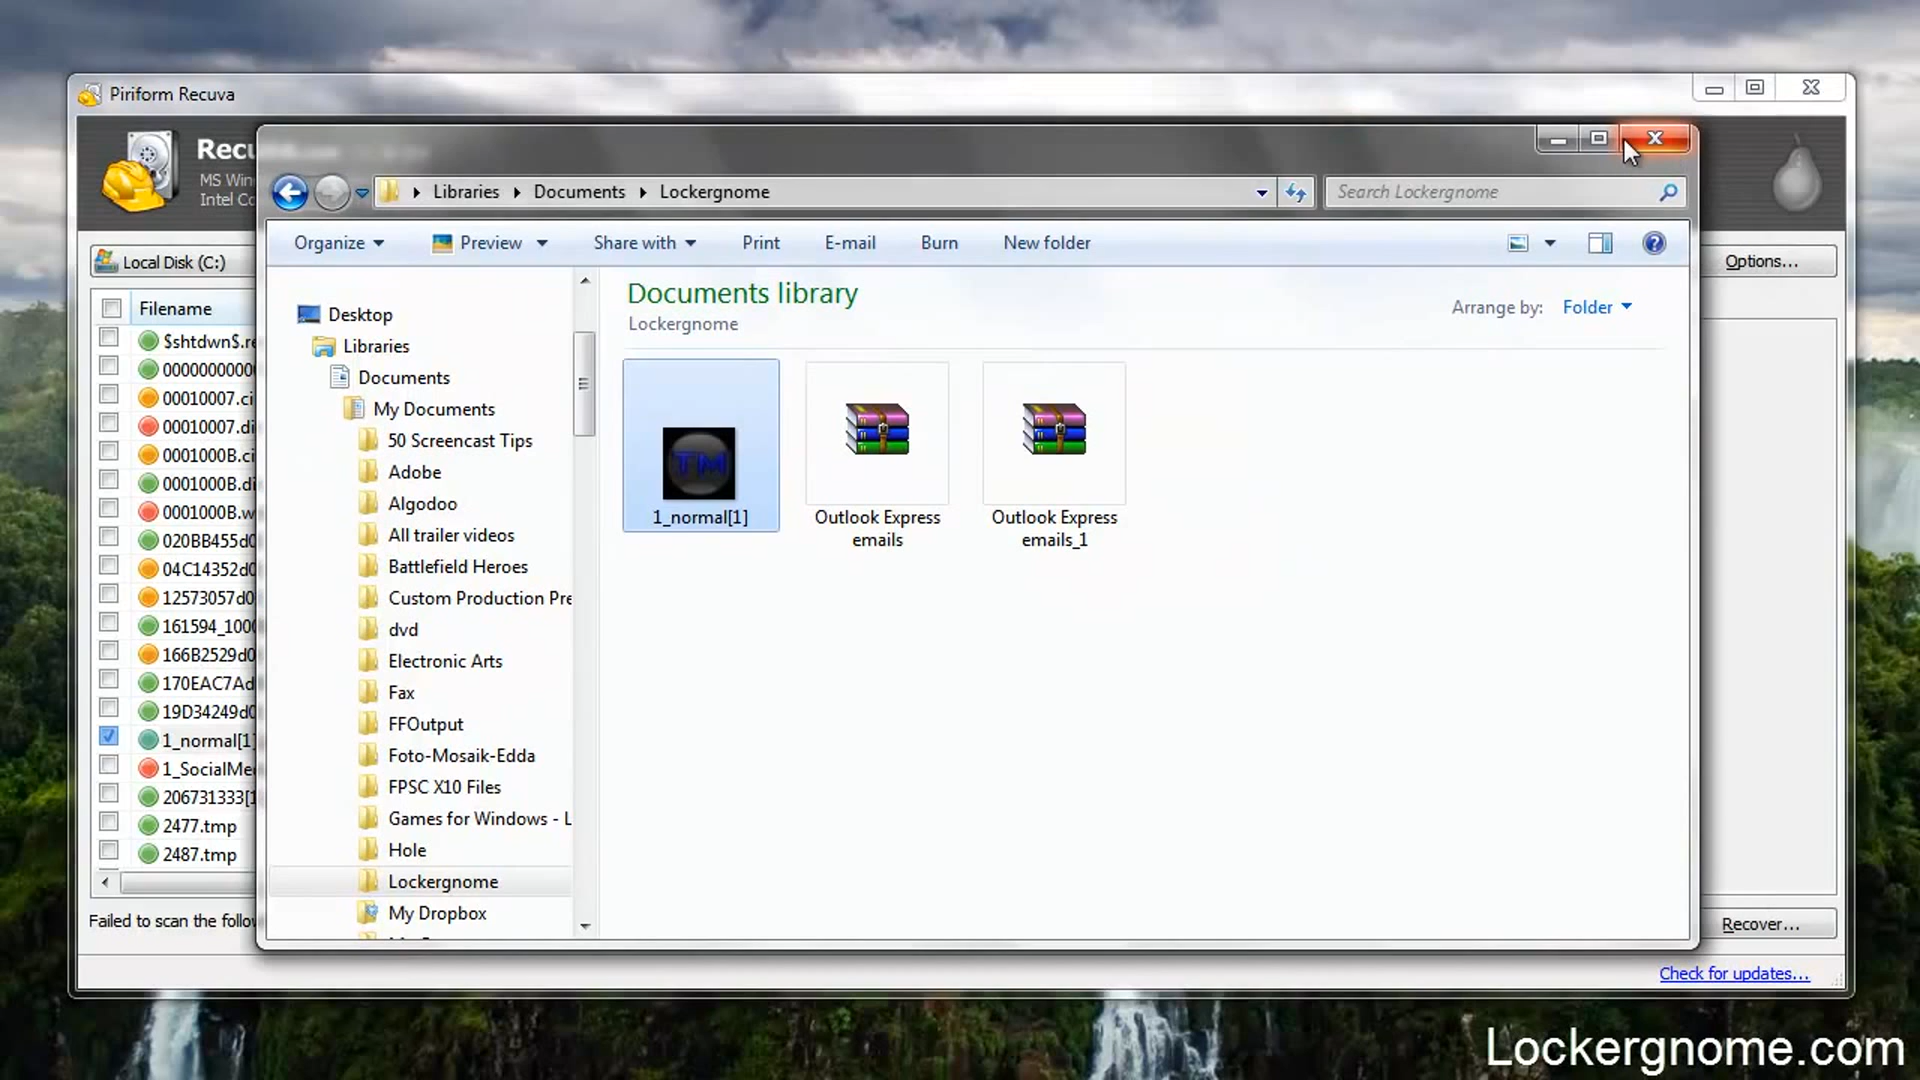 Piriform Recuva
Recu
MS Win
Intel Co
Libraries
Documents
Lockergnome
Search Lockergnome
Organize
Preview
Share with
Print
E-mail
Burn
New folder
Local Disk (C:)
Options...
Filename
$shtdwn$.re
0000000000
00010007.ci
00010007.di
0001000B.ci
0001000B.di
0001000B.w
020BB455d0
04C14352d0
12573057d0
161594_1000
166B2529d0
170EAC7Ad
19D34249d0
1_normal[1]
1_SocialMe
206731333[1
2477.tmp
2487.tmp
Failed to scan the follo
Desktop
Libraries
Documents
My Documents
50 Screencast Tips
Adobe
Algodoo
All trailer videos
Battlefield Heroes
Custom Production Pre
dvd
Electronic Arts
Fax
FFOutput
Foto-Mosaik-Edda
FPSC X10 Files
Games for Windows - L
Hole
Lockergnome
My Dropbox
Documents library
Lockergnome
Arrange by:
Folder
TM
1_normal[1]
Outlook Express
emails
Outlook Express
emails_1
Recover...
Check for updates...
Lockergnome.com